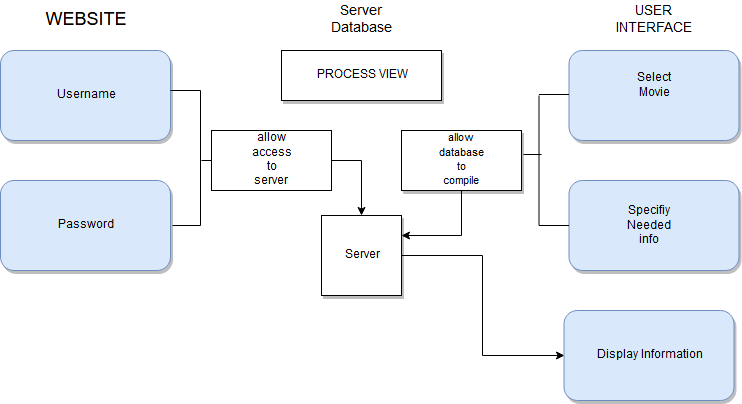 WEBSITE
Server
Database
USER
INTERFACE
PROCESS VIEW
Username
Select
Movie
allow
access
to
server
allow
database
to
compile
Password
Specifiy
Needed
info
Server
Display Information